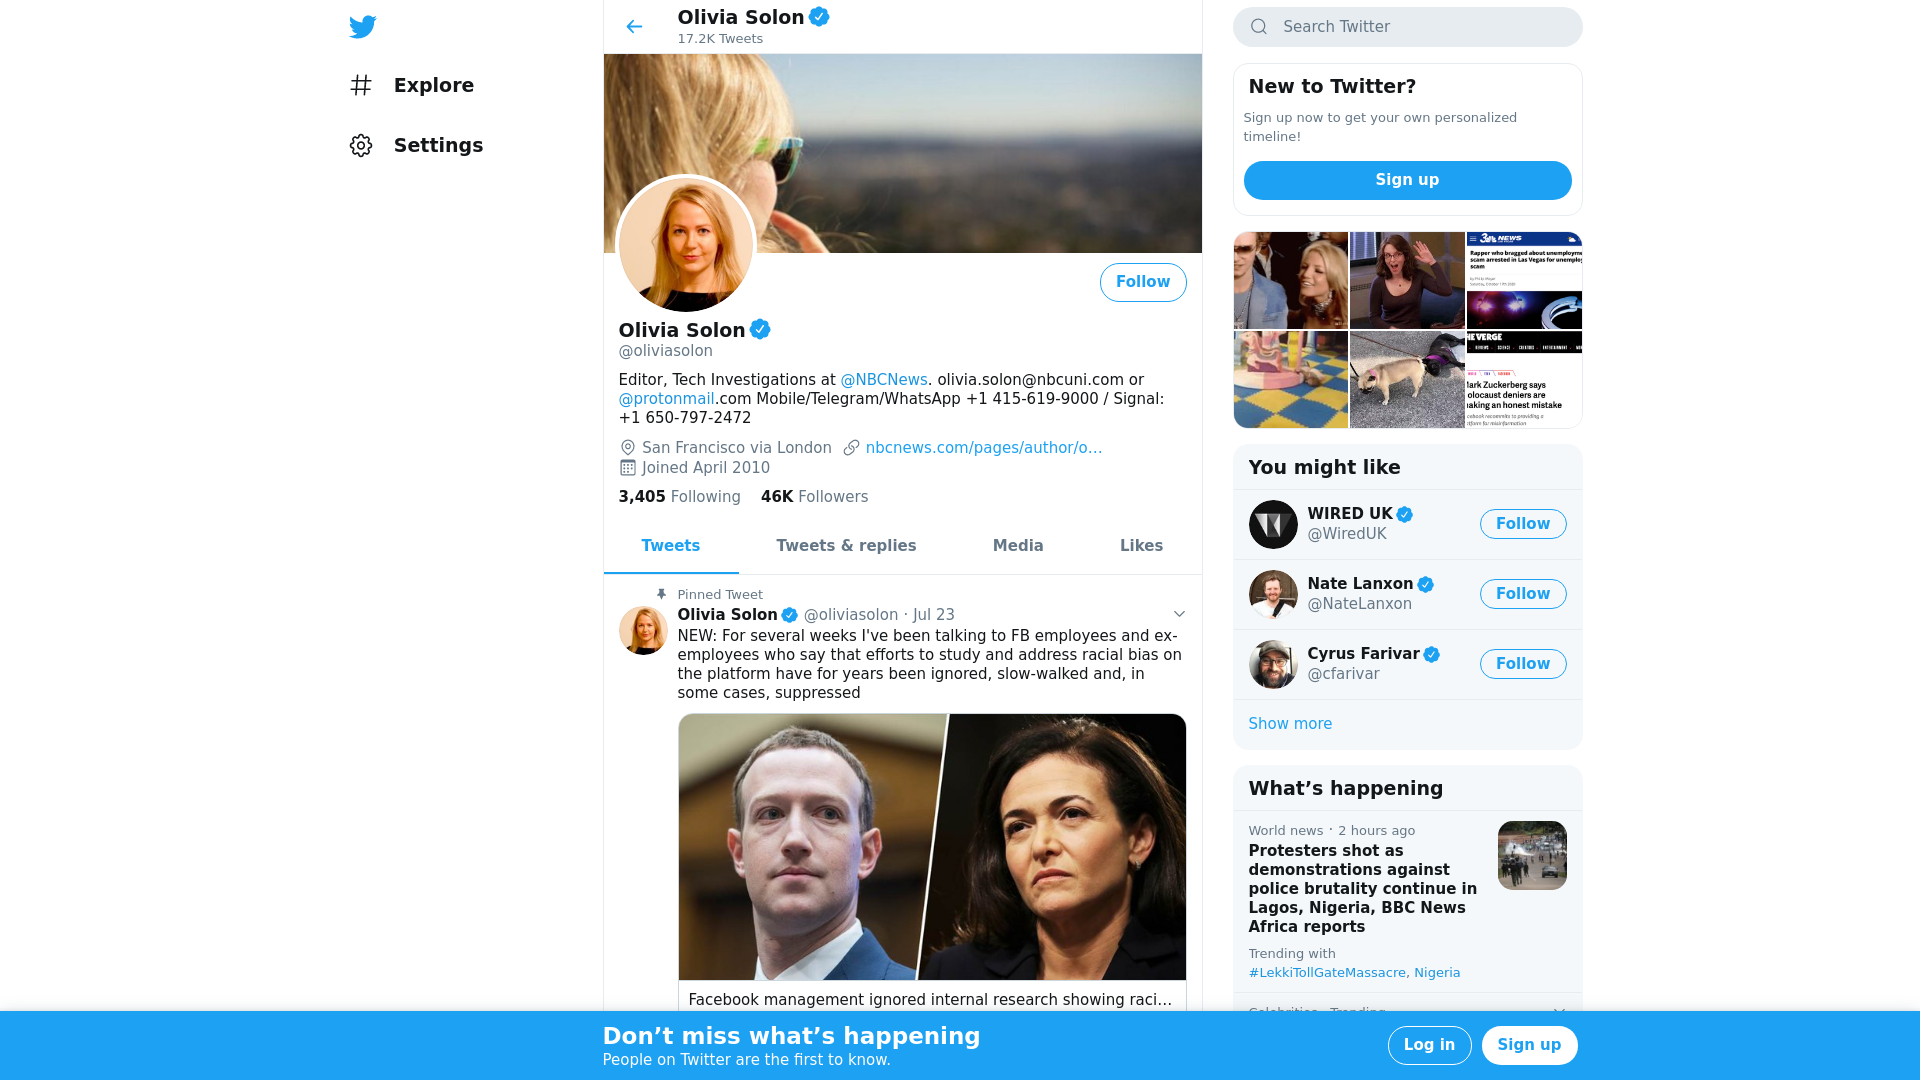 Explore
Settings
Olivia Solon
17.2K Tweets
Follow
Olivia Solon
@oliviasolon
Editor, Tech Investigations at @NBCNews. olivia.solon@nbcuni.com or
@protonmail.com Mobile/Telegram/WhatsApp +1 415-619-9000 / Signal:
+1 650-797-2472
San Francisco via London nbcnews.com/pages/author/o…
Joined April 2010
3,405 Following 46K Followers
Tweets Tweets & replies Media Likes
Pinned Tweet
Olivia Solon @oliviasolon · Jul 23
NEW: For several weeks I've been talking to FB employees and ex-
employees who say that efforts to study and address racial bias on
the platform have for years been ignored, slow-walked and, in
some cases, suppressed
Facebook management ignored internal research showing raci…
Search Twitter
New to Twitter?
Sign up now to get your own personalized
timeline!
Sign up
3 NEWS
Rapper who bragged about unemployme
scam arrested in Las Vegas for unemploy
scam
HE VERGE
lark Zuckerberg says
olocaust deniers are
aking an honest mistake
You might like
WIRED UK
@WiredUK
Follow
Nate Lanxon
@NateLanxon
Follow
Cyrus Farivar
@cfarivar
Follow
Show more
What's happening
World news · 2 hours ago
Protesters shot as
demonstrations against
police brutality continue in
Lagos, Nigeria, BBC News
Africa reports
Trending with
#LekkiTollGateMassacre, Nigeria
Don't miss what's happening
People on Twitter are the first to know.
Log in
Sign up